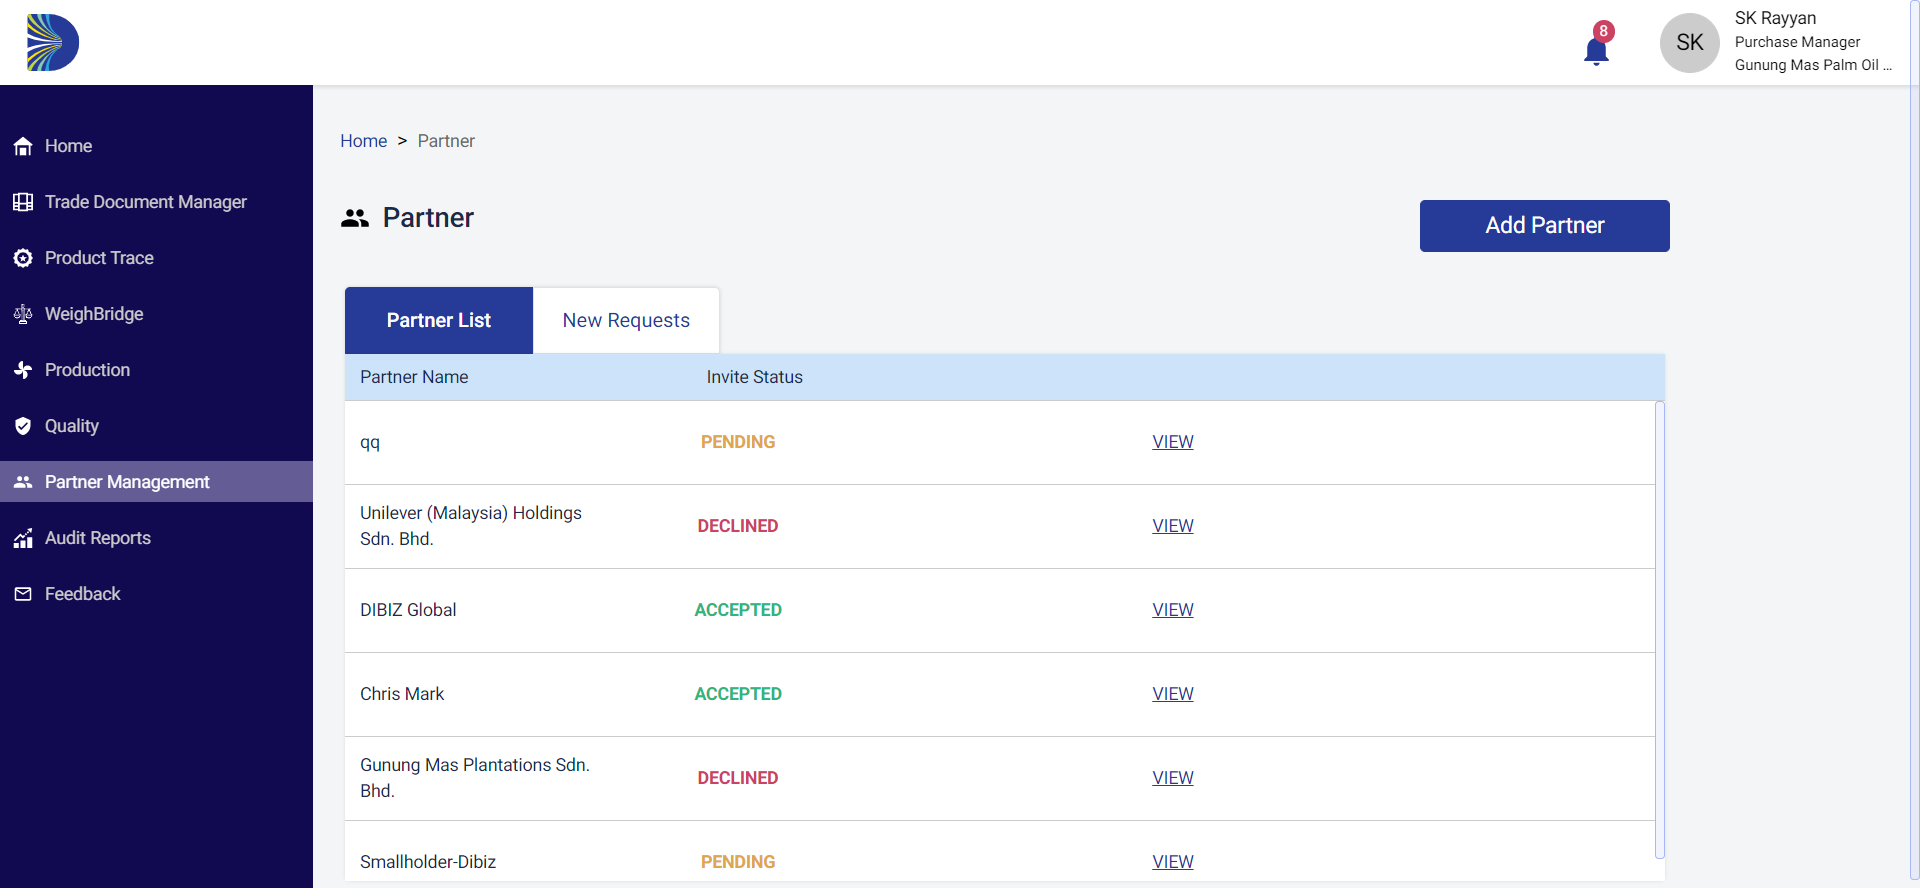 8
SK
SK Rayyan
Purchase Manager
Gunung Mas Palm Oil ...
Home
Trade Document Manager
Product Trace
WeighBridge
Production
Quality
Partner Management
Audit Reports
Feedback
Home > Partner
Partner
Add Partner
Partner List
New Requests
Partner Name
Invite Status
qq
PENDING
VIEW
Unilever (Malaysia) Holdings
Sdn. Bhd.
DECLINED
VIEW
DIBIZ Global
ACCEPTED
VIEW
Chris Mark
ACCEPTED
VIEW
Gunung Mas Plantations Sdn.
Bhd.
DECLINED
VIEW
Smallholder-Dibiz
PENDING
VIEW